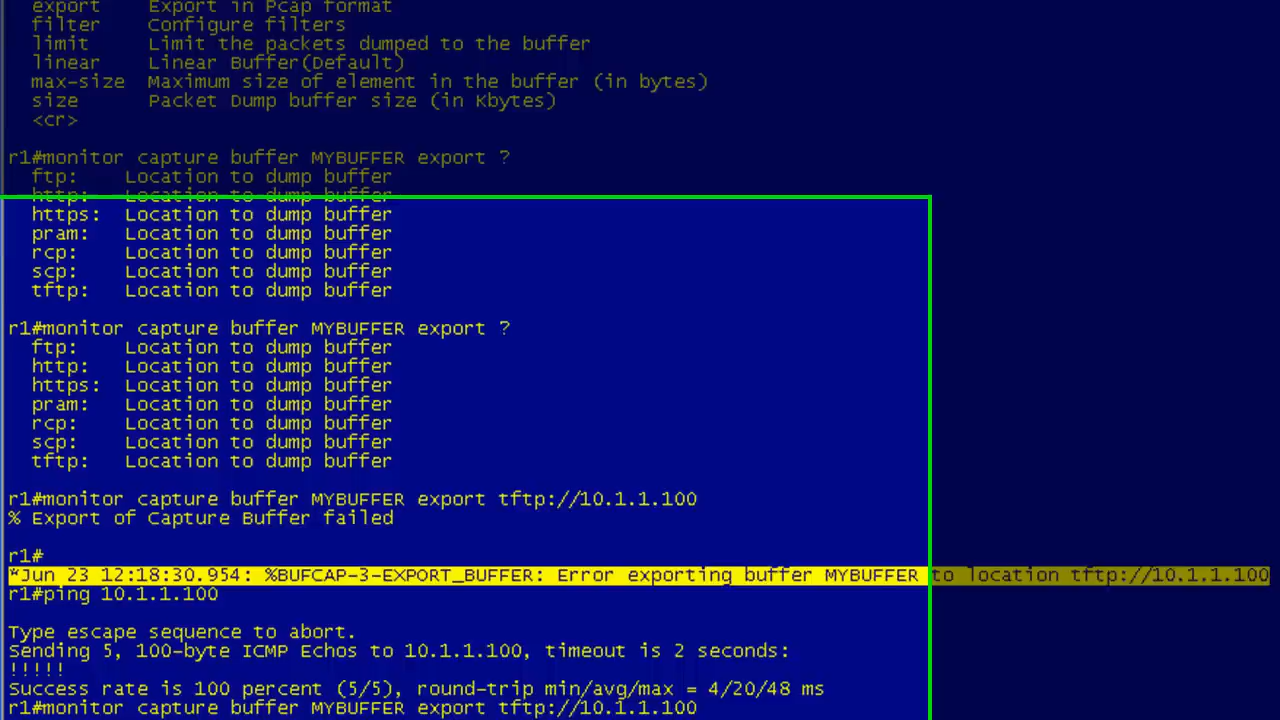 export    Export in Pcap format
filter    Configure filters
limit     Limit the packets dumped to the buffer
linear    Linear Buffer(Default)
max-size  Maximum size of element in the buffer (in bytes)
size      Packet Dump buffer size (in Kbytes)
<cr>
r1#monitor capture buffer MYBUFFER export ?
ftp:    Location to dump buffer
http:   Location to dump buffer
https:  Location to dump buffer
pram:   Location to dump buffer
rcp:    Location to dump buffer
scp:    Location to dump buffer
tftp:   Location to dump buffer
r1#monitor capture buffer MYBUFFER export ?
ftp:    Location to dump buffer
http:   Location to dump buffer
https:  Location to dump buffer
pram:   Location to dump buffer
rcp:    Location to dump buffer
scp:    Location to dump buffer
tftp:   Location to dump buffer
r1#monitor capture buffer MYBUFFER export tftp://10.1.1.100
% Export of Capture Buffer failed
r1#
*Jun 23 12:18:30.954: %BUFCAP-3-EXPORT_BUFFER: Error exporting buffer MYBUFFER to location tftp://10.1.1.100
r1#ping 10.1.1.100
Type escape sequence to abort.
Sending 5, 100-byte ICMP Echos to 10.1.1.100, timeout is 2 seconds:
!!!!!
Success rate is 100 percent (5/5), round-trip min/avg/max = 4/20/48 ms
r1#monitor capture buffer MYBUFFER export tftp://10.1.1.100